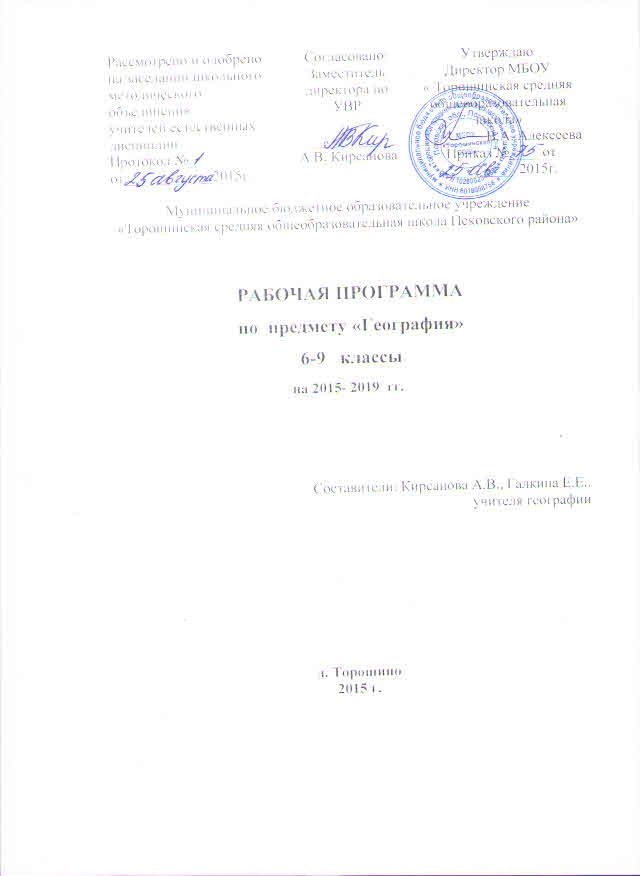 Рассмотрено и одобрено
на заседании школьного
методического
объединения
учителей естественных
дисциплин
Протокол № 1
от 25 августа 2015г.
Согласовано
Заместитель
директора по
УВР
А.В. Кирсанова
Утверждаю
Директор МБОУ
« Торошинская средняя
общеобразовательная
школа»
Алексеева
Приказ № 75 от
25 2015г.
Муниципальное бюджетное образовательное учреждение
«Торошинская средняя общеобразовательная школа Псковского района»
РАБОЧАЯ ПРОГРАММА
по предмету «География»
6-9 классы
на 2015- 2019 гг.
Составители: Кирсанова А.В., Галкина Е.Е.,
учителя географии
д. Торошино
2015 г.